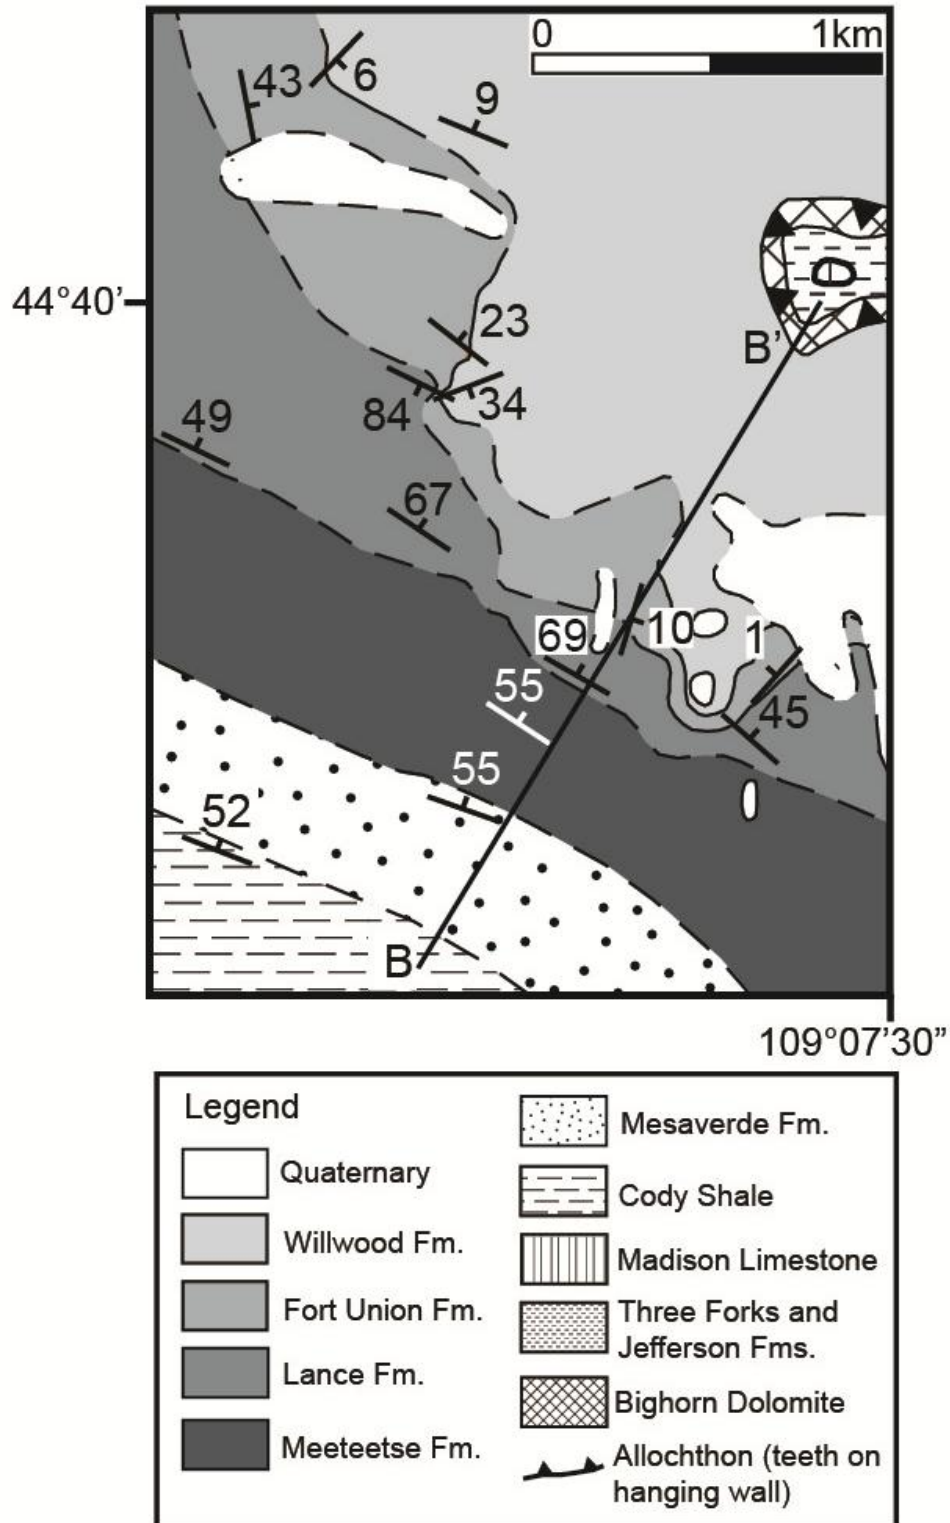 0 1km
43
6
9
44°40’
23
B’
84
34
49
67
69
10
1
55
45
55
52
B
109°07’30”
Legend
Quaternary
Willwood Fm.
Fort Union Fm.
Lance Fm.
Meeteetse Fm.
Mesaverde Fm.
Cody Shale
Madison Limestone
Three Forks and
Jefferson Fms.
Bighorn Dolomite
Allochthon (teeth on
hanging wall)